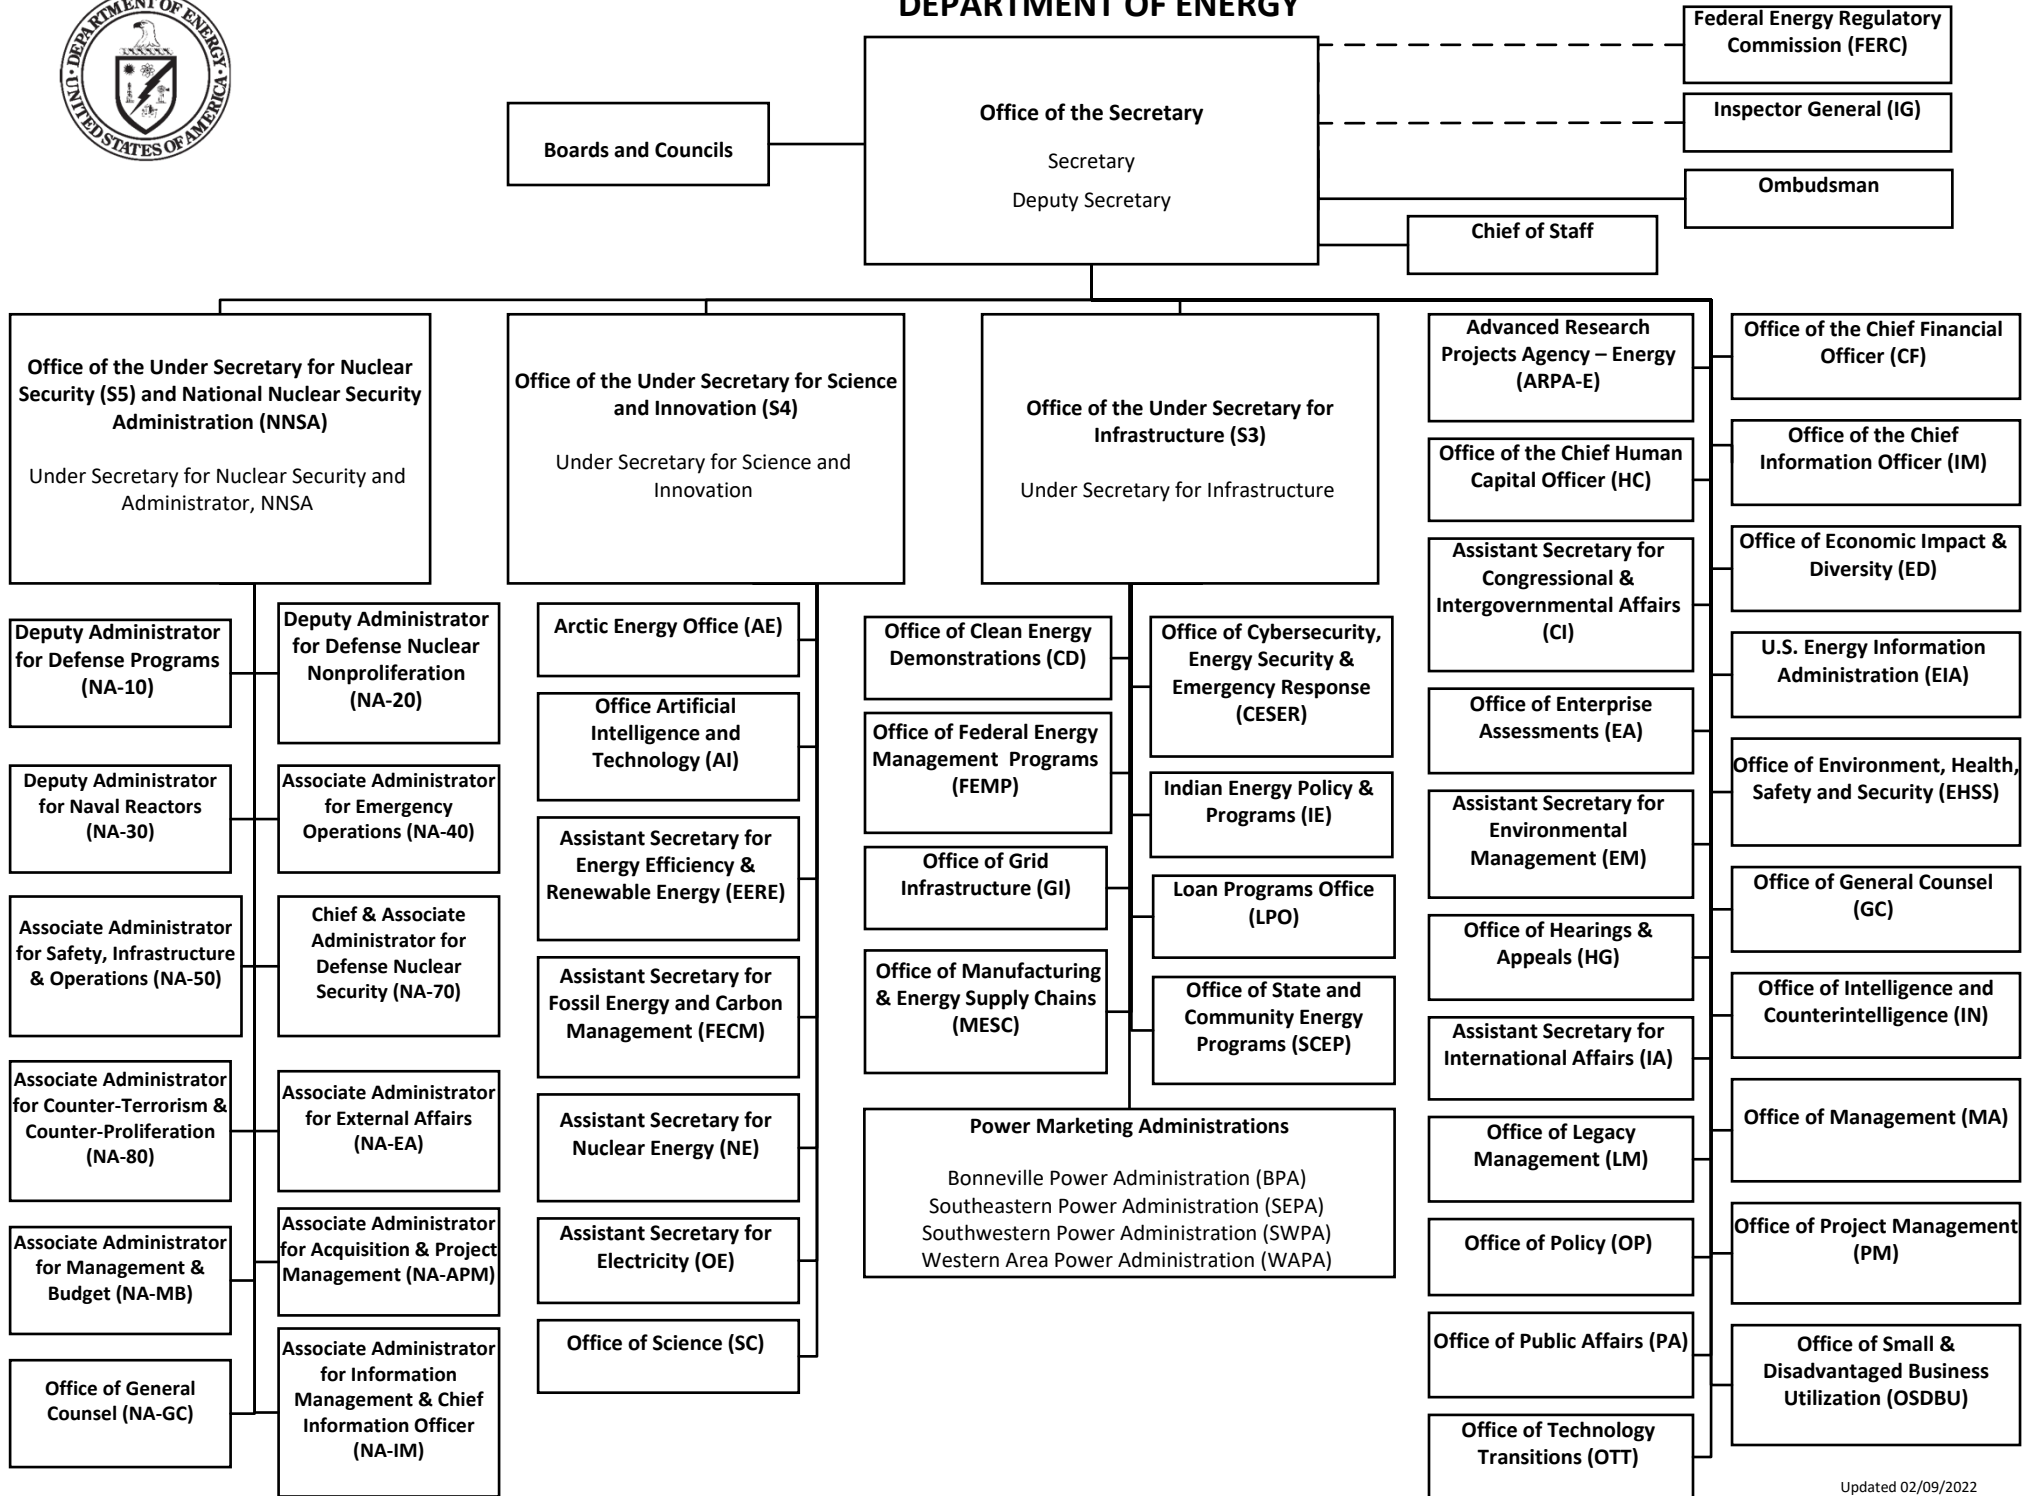 DEPARTMENT OF ENERGY
DEPARTMENT OF ENERGY
UNITED STATES OF AMERICA
Federal Energy Regulatory
Commission (FERC)
Office of the Secretary
Secretary
Deputy Secretary
Inspector General (IG)
Boards and Councils
Ombudsman
Chief of Staff
Office of the Under Secretary for Nuclear
Security (S5) and National Nuclear Security
Administration (NNSA)
Under Secretary for Nuclear Security and
Administrator, NNSA
Deputy Administrator
for Defense Programs
(NA-10)
Deputy Administrator
for Defense Nuclear
Nonproliferation
(NA-20)
Deputy Administrator
for Naval Reactors
(NA-30)
Associate Administrator
for Emergency
Operations (NA-40)
Associate Administrator
for Safety, Infrastructure
& Operations (NA-50)
Chief & Associate
Administrator for
Defense Nuclear
Security (NA-70)
Associate Administrator
for Counter-Terrorism &
Counter-Proliferation
(NA-80)
Associate Administrator
for External Affairs
(NA-EA)
Associate Administrator
for Management &
Budget (NA-MB)
Associate Administrator
for Acquisition & Project
Management (NA-APM)
Office of General
Counsel (NA-GC)
Associate Administrator
for Information
Management & Chief
Information Officer
(NA-IM)
Office of the Under Secretary for Science
and Innovation (S4)
Under Secretary for Science and
Innovation
Arctic Energy Office (AE)
Office Artificial
Intelligence and
Technology (AI)
Assistant Secretary for
Energy Efficiency &
Renewable Energy (EERE)
Assistant Secretary for
Fossil Energy and Carbon
Management (FECM)
Assistant Secretary for
Nuclear Energy (NE)
Assistant Secretary for
Electricity (OE)
Office of Science (SC)
Office of the Under Secretary for
Infrastructure (S3)
Under Secretary for Infrastructure
Office of Clean Energy
Demonstrations (CD)
Office of Cybersecurity,
Energy Security &
Emergency Response
(CESER)
Office of Federal Energy
Management Programs
(FEMP)
Indian Energy Policy &
Programs (IE)
Office of Grid
Infrastructure (GI)
Loan Programs Office
(LPO)
Office of Manufacturing
& Energy Supply Chains
(MESC)
Office of State and
Community Energy
Programs (SCEP)
Power Marketing Administrations
Bonneville Power Administration (BPA)
Southeastern Power Administration (SEPA)
Southwestern Power Administration (SWPA)
Western Area Power Administration (WAPA)
Advanced Research
Projects Agency – Energy
(ARPA-E)
Office of the Chief Financial
Officer (CF)
Office of the Chief Human
Capital Officer (HC)
Office of the Chief
Information Officer (IM)
Assistant Secretary for
Congressional &
Intergovernmental Affairs
(CI)
Office of Economic Impact &
Diversity (ED)
Office of Enterprise
Assessments (EA)
U.S. Energy Information
Administration (EIA)
Assistant Secretary for
Environmental
Management (EM)
Office of Environment, Health,
Safety and Security (EHSS)
Office of Hearings &
Appeals (HG)
Office of General Counsel
(GC)
Assistant Secretary for
International Affairs (IA)
Office of Intelligence and
Counterintelligence (IN)
Office of Legacy
Management (LM)
Office of Management (MA)
Office of Policy (OP)
Office of Project Management
(PM)
Office of Public Affairs (PA)
Office of Small &
Disadvantaged Business
Utilization (OSDBU)
Office of Technology
Transitions (OTT)
Updated 02/09/2022